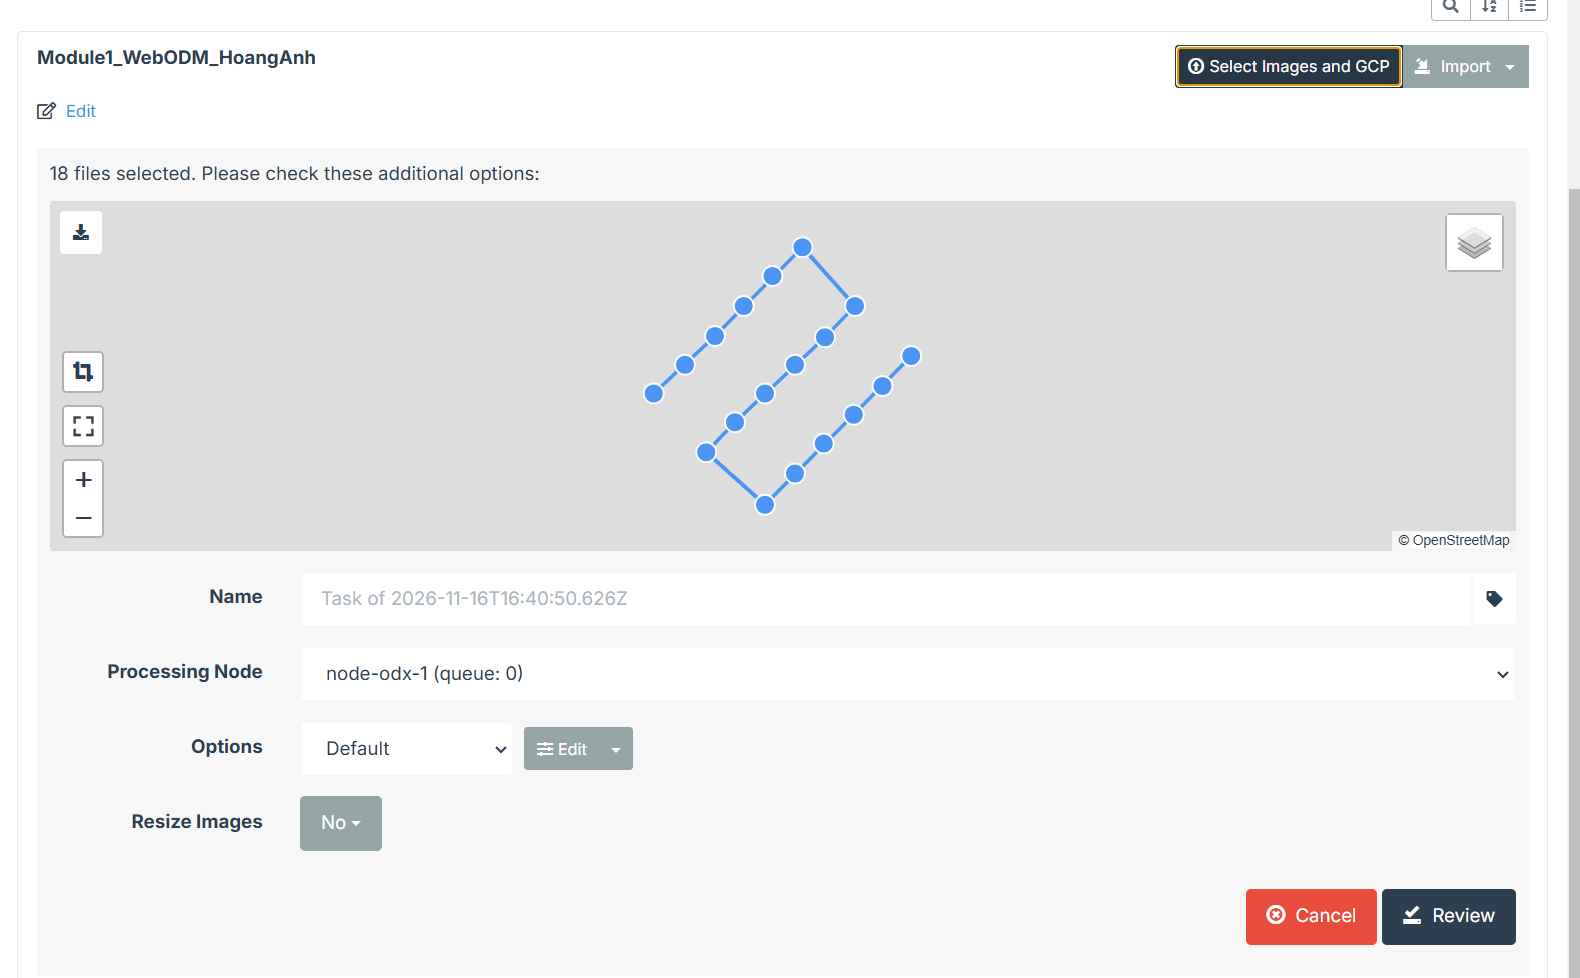 Module1_WebODM_HoangAnh
Select Images and GCP
Import
Edit
18 files selected. Please check these additional options:
© OpenStreetMap
Name
Task of 2026-11-16T16:40:50.626Z
Processing Node
node-odx-1 (queue: 0)
Options
Default
Edit
Resize Images
No
Cancel
Review